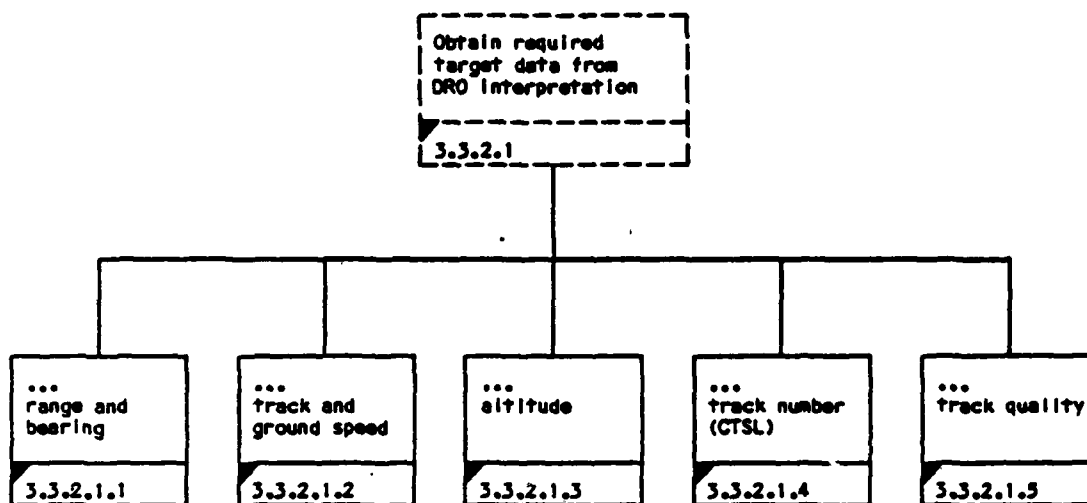 Obtain required
target data from
DRO interpretation
3.3.2.1
...
range and
bearing
3.3.2.1.1
...
track and
ground speed
3.3.2.1.2
...
altitude
3.3.2.1.3
...
track number
(CTSL)
3.3.2.1.4
...
track quality
3.3.2.1.5